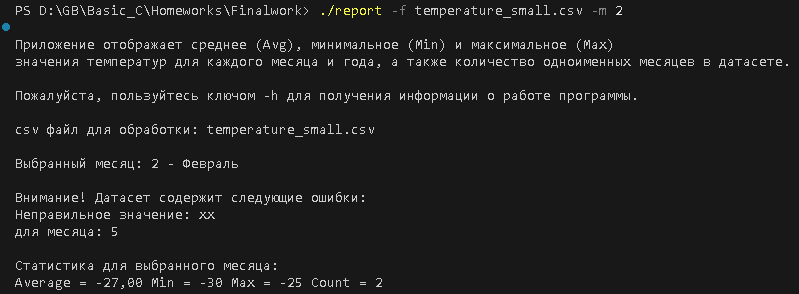 PS D:\GB\Basic_C\Homeworks\Finalwork> ./report -f temperature_small.csv -m 2
Приложение отображает среднее (Avg), минимальное (Min) и максимальное (Max)
значения температур для каждого месяца и года, а также количество одноименных месяцев в датасете.
Пожалуйста, пользуйтесь ключом -h для получения информации о работе программы.
csv файл для обработки: temperature_small.csv
Выбранный месяц: 2 - Февраль
Внимание! Датасет содержит следующие ошибки:
Неправильное значение: xx
для месяца: 5
Статистика для выбранного месяца:
Average = -27,00 Min = -30 Max = -25 Count = 2